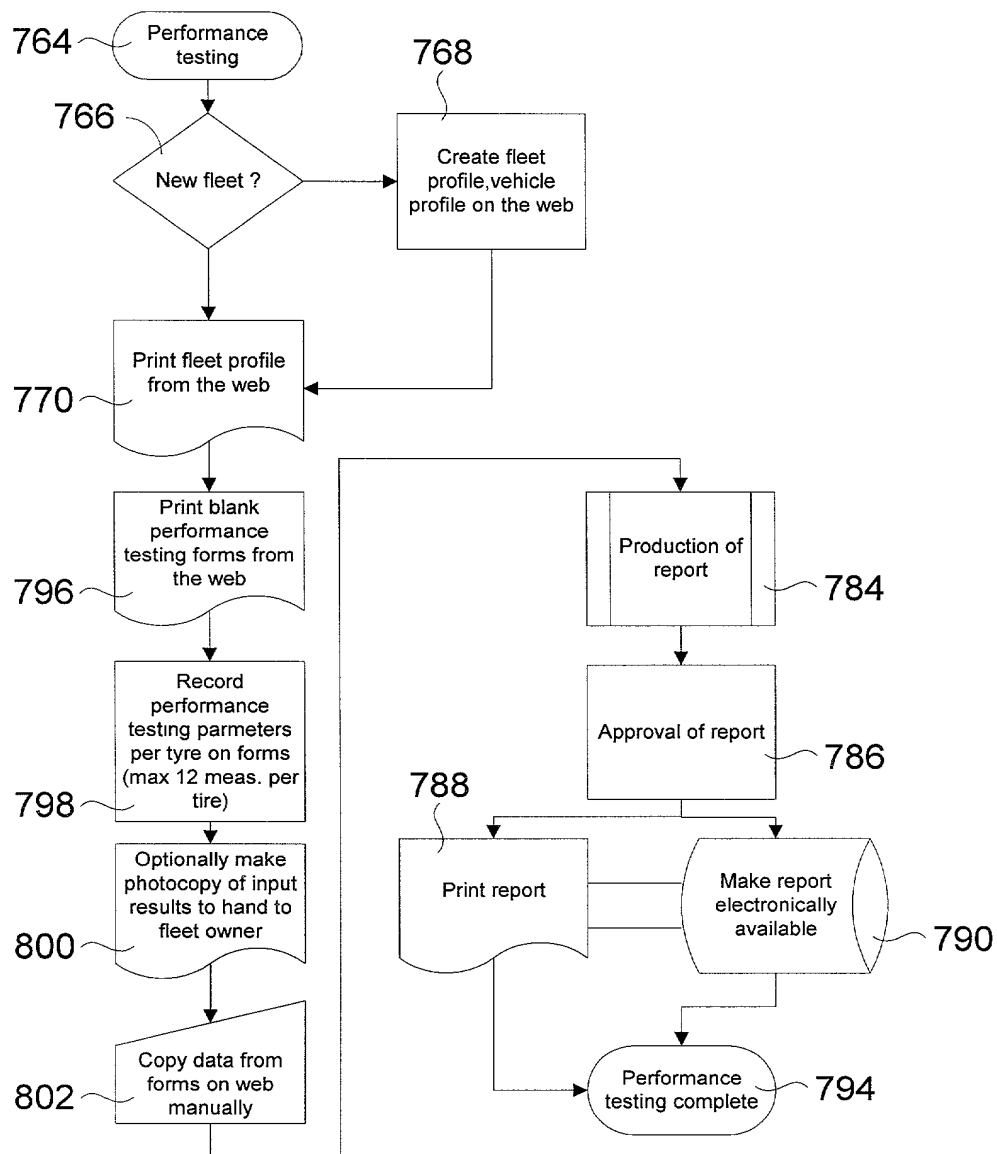 764
Performance
testing
766
New fleet ?
768
Create fleet
profile,vehicle
profile on the web
770
Print fleet profile
from the web
796
Print blank
performance
testing forms from
the web
798
Record
performance
testing parmeters
per tyre on forms
(max 12 meas. per
tire)
800
Optionally make
photocopy of input
results to hand to
fleet owner
802
Copy data from
forms on web
manually
784
Production of
report
786
Approval of report
788
Print report
790
Make report
electronically
available
794
Performance
testing complete